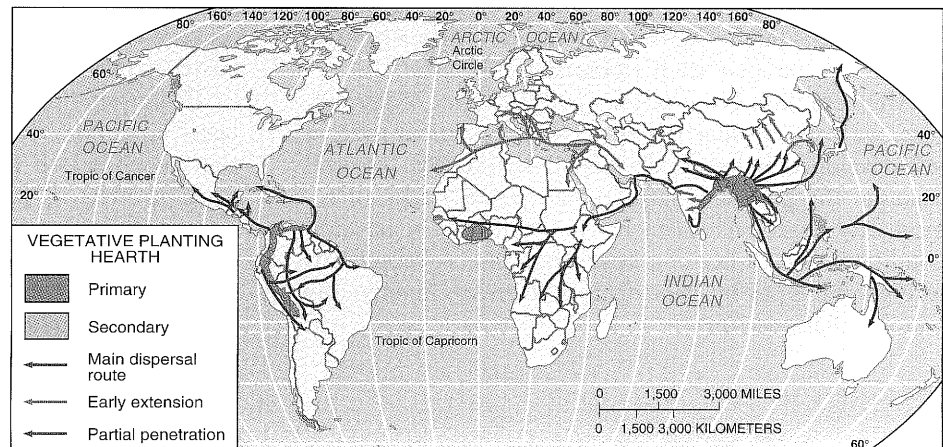 80° 160° 140° 120° 100° 80° 60° 40° 20° 0° 20° 40° 60° 80° 100° 120° 140° 160° 80°
ARCTIC OCEAN
Arctic
Circle
60°
PACIFIC
OCEAN
40°
ATLANTIC
OCEAN
40°
PACIFIC
OCEAN
Tropic of Cancer
20°
20°
VEGETATIVE PLANTING
HEARTH
Primary
Secondary
Main dispersal
route
Early extension
Partial penetration
0°
0°
INDIAN
OCEAN
Tropic of Capricorn
0 1,500 3,000 MILES
0 1,500 3,000 KILOMETERS
60°